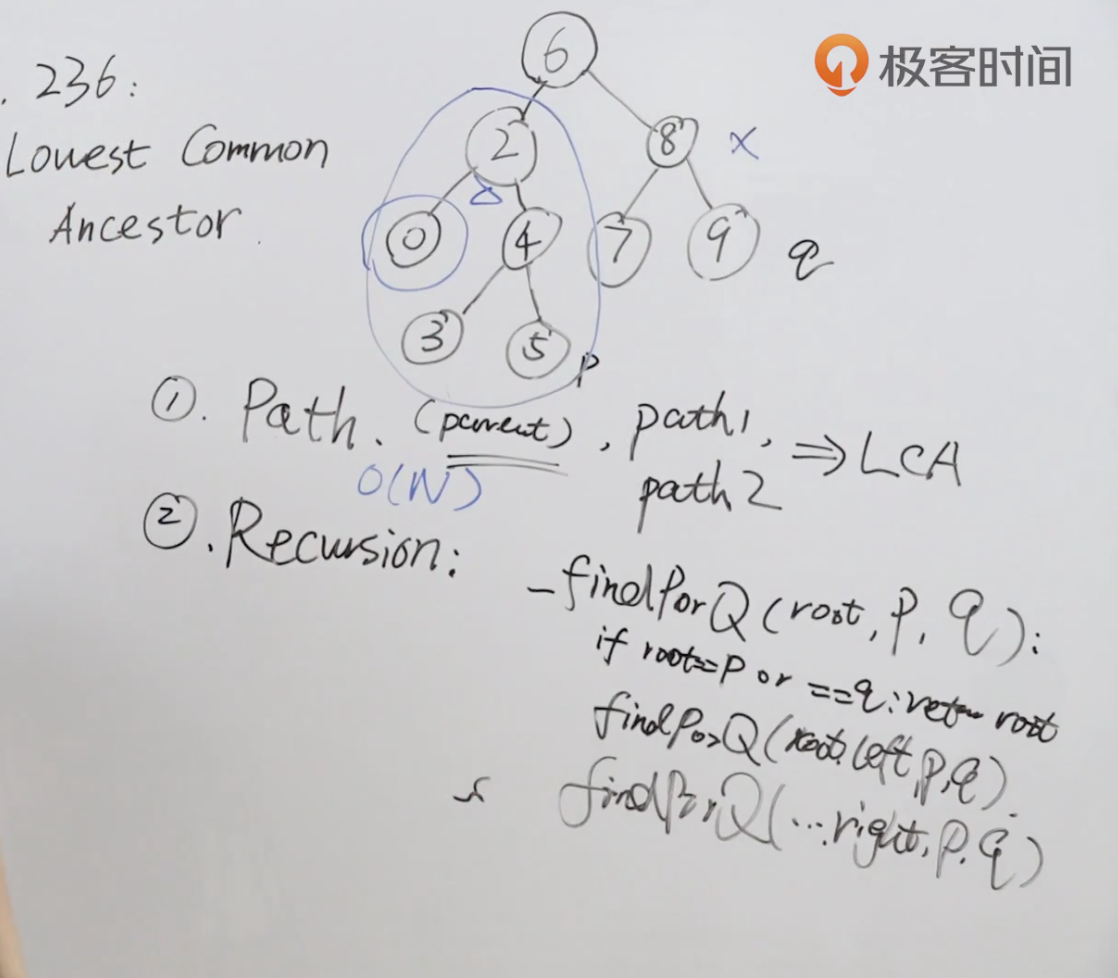 极客时间
. 236:
Lowest Common
Ancestor.
6
2 8 x
0 4 7 9 q
3 5 p
①. Path. (parent), path1, ⇒ LCA
O(N) path2
②. Recursion:
_findPorQ(root, P, q):
if root==P or ==q: retn root
findPorQ(root.left, P, q).
findPorQ(...right, P, q)